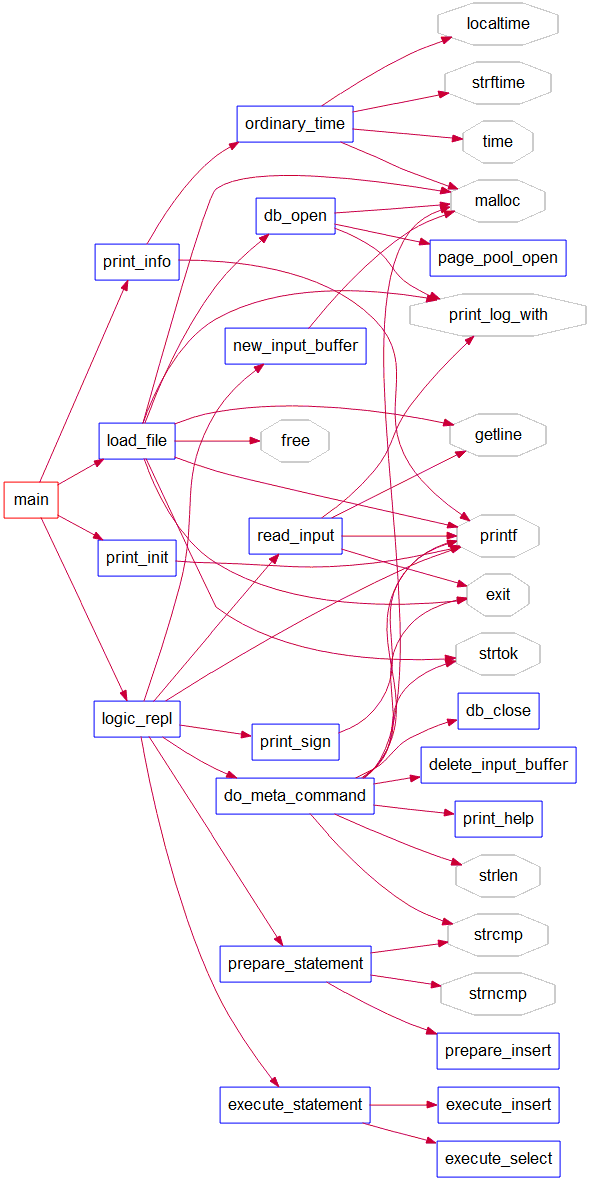 localtime
strftime
ordinary_time
time
malloc
db_open
page_pool_open
print_info
print_log_with
new_input_buffer
getline
load_file
free
main
read_input
printf
print_init
exit
strtok
db_close
logic_repl
print_sign
delete_input_buffer
do_meta_command
print_help
strlen
strcmp
prepare_statement
strncmp
prepare_insert
execute_statement
execute_insert
execute_select